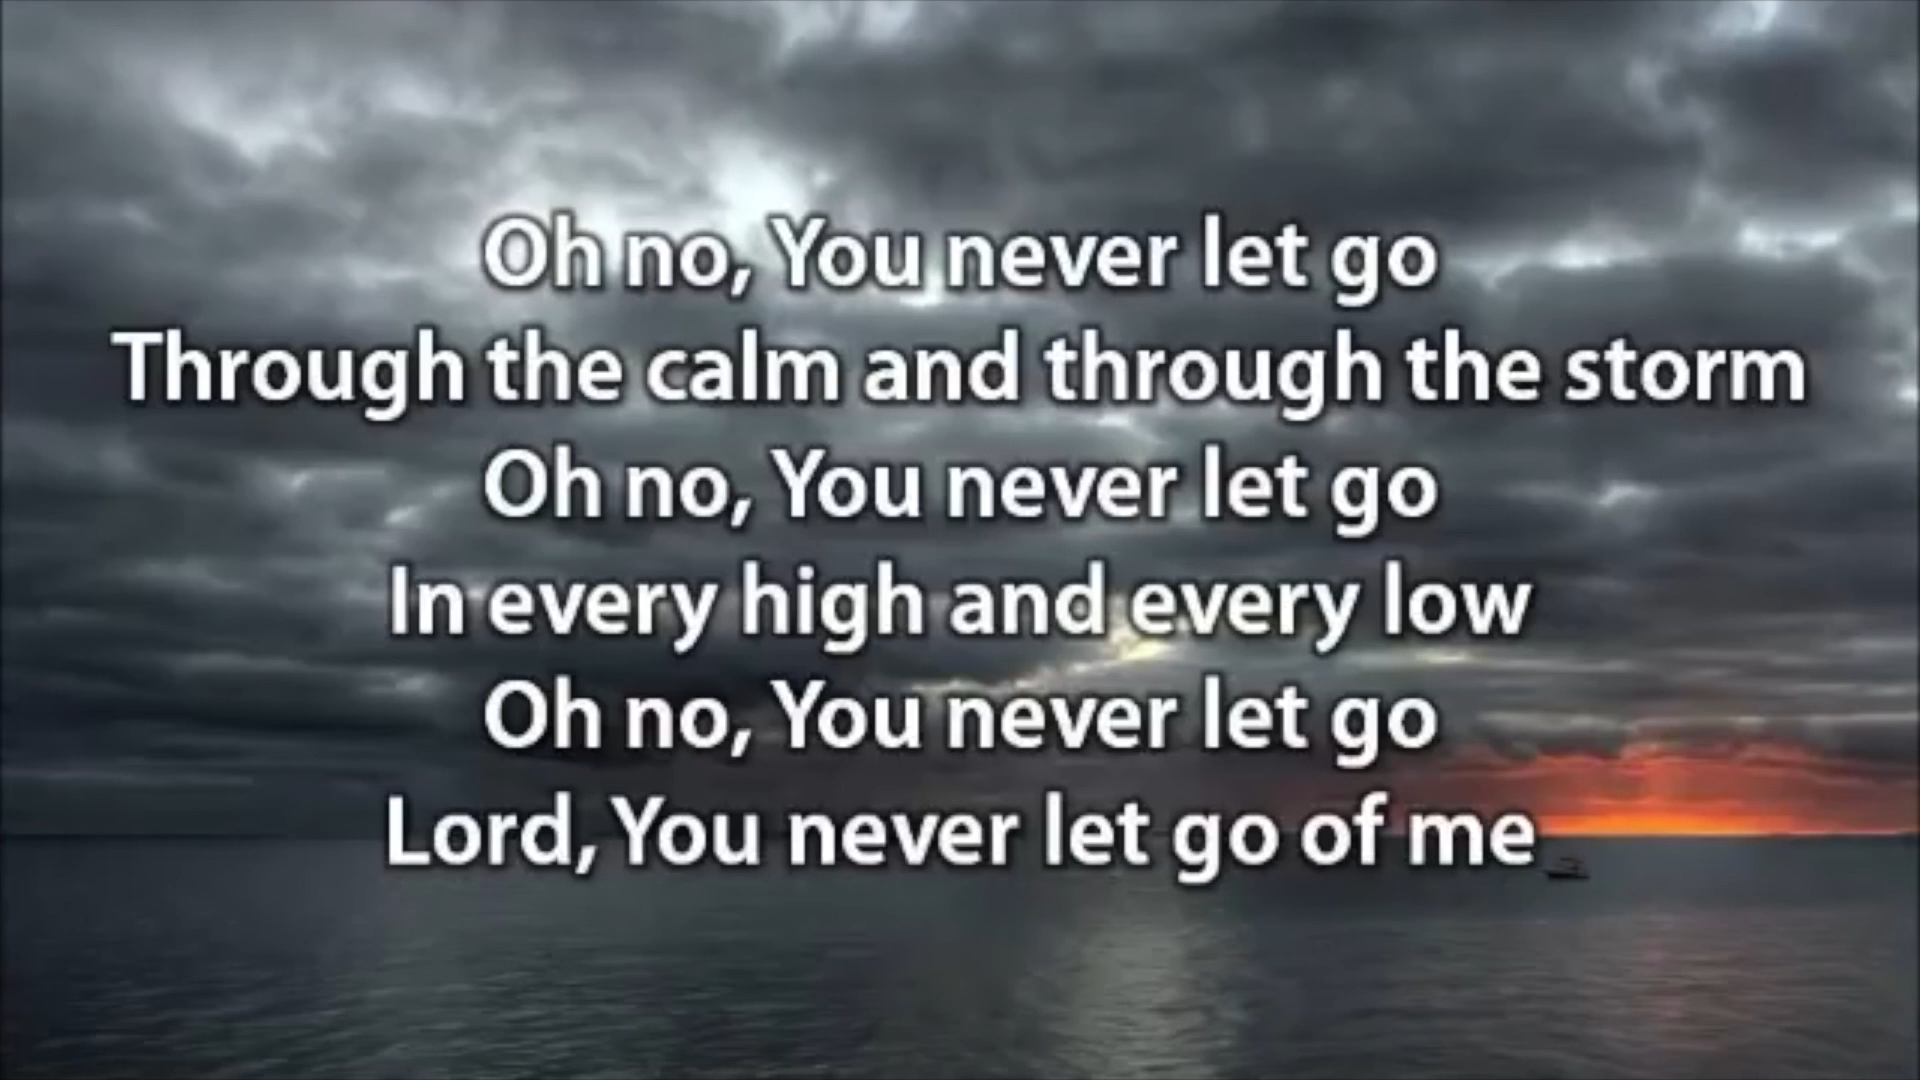 Oh no, You never let go
Through the calm and through the storm
Oh no, You never let go
In every high and every low
Oh no, You never let go
Lord, You never let go of me